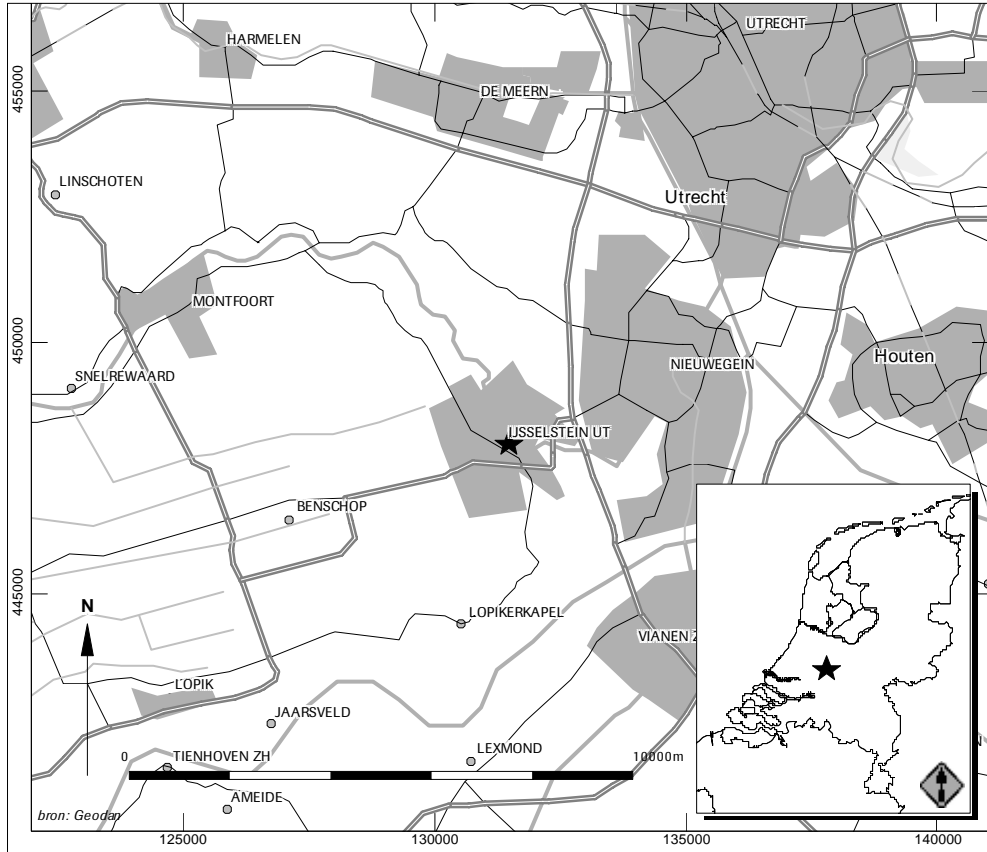 UTRECHT
HARMELEN
DE MEERN
455000
LINSCHOTEN
Utrecht
MONTFOORT
450000
NIEUWEGEIN
Houten
SNELREWAARD
IJSSELSTEIN UT
BENSCHOP
445000
N
LOPIKERKAPEL
VIANEN Z
LOPIK
JAARSVELD
TIENHOVEN ZH
0
10000m
LEXMOND
AMEIDE
bron: Geodan
N
125000
130000
135000
140000